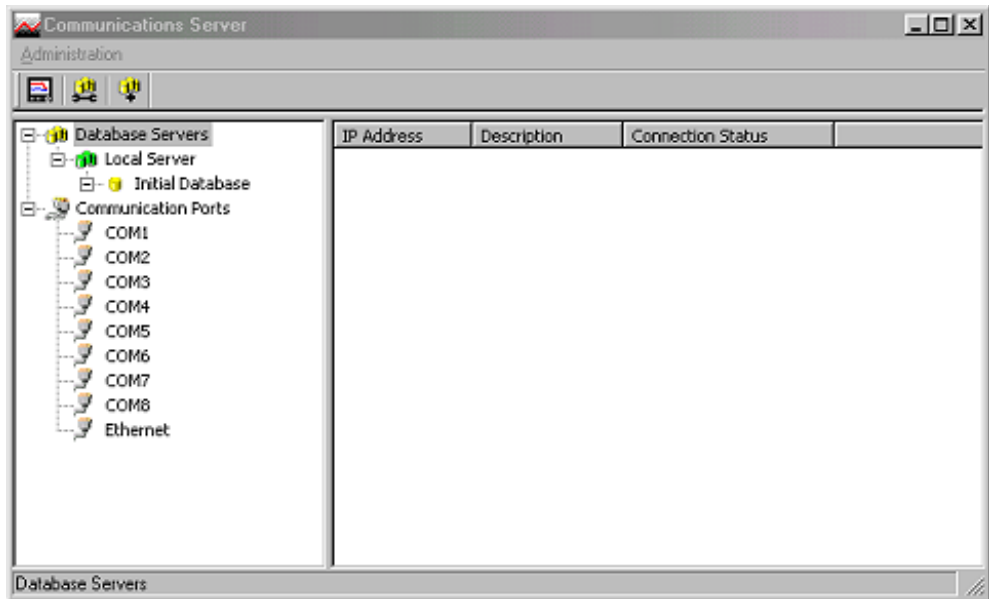 Communications Server
Administration
Database Servers
Local Server
Initial Database
Communication Ports
COM1
COM2
COM3
COM4
COM5
COM6
COM7
COM8
Ethernet
IP Address Description Connection Status
Database Servers